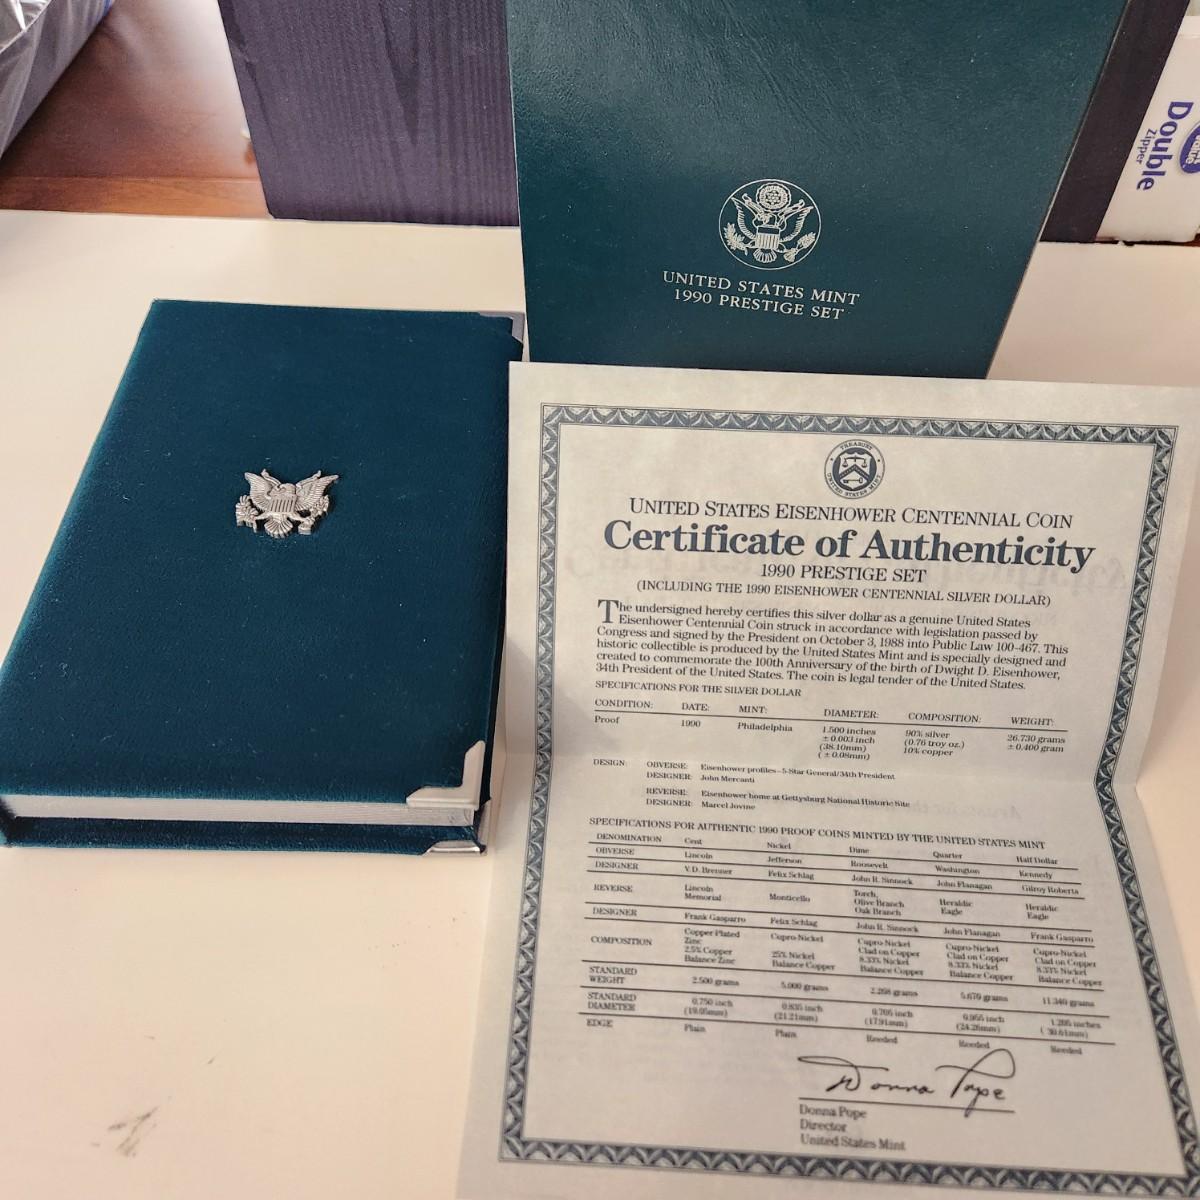 Double
Zipper
UNITED STATES MINT
1990 PRESTIGE SET
TREASURY
UNITED STATES MINT
UNITED STATES EISENHOWER CENTENNIAL COIN
Certificate of Authenticity
1990 PRESTIGE SET
(INCLUDING THE 1990 EISENHOWER CENTENNIAL SILVER DOLLAR)
The undersigned hereby certifies this silver dollar as a genuine United States
Eisenhower Centennial Coin struck in accordance with legislation passed by
Congress and signed by the President on October 3, 1988 into Public Law 100-467. This
historic collectible is produced by the United States Mint and is specially designed and
created to commemorate the 100th Anniversary of the birth of Dwight D. Eisenhower,
34th President of the United States. The coin is legal tender of the United States.
SPECIFICATIONS FOR THE SILVER DOLLAR
CONDITION: DATE: MINT: DIAMETER: COMPOSITION: WEIGHT:
Proof 1990 Philadelphia 1.500 inches 90% silver 26.730 grams
± 0.003 inch (0.76 troy oz.) ± 0.400 gram
(38.10mm) 10% copper
(± 0.08mm)
DESIGN: OBVERSE: Eisenhower profiles—5-Star General/34th President
DESIGNER: John Mercanti
REVERSE: Eisenhower home at Gettysburg National Historic Site
DESIGNER: Marcel Jovine
SPECIFICATIONS FOR AUTHENTIC 1990 PROOF COINS MINTED BY THE UNITED STATES MINT
DENOMINATION Cent Nickel Dime Quarter Half Dollar
OBVERSE Lincoln Jefferson Roosevelt Washington Kennedy
DESIGNER V.D. Brenner Felix Schlag John R. Sinnock John Flanagan Gilroy Roberts
REVERSE Lincoln Monticello Torch, Heraldic Heraldic
Memorial Olive Branch Eagle Eagle
Oak Branch
DESIGNER Frank Gasparro Felix Schlag John R. Sinnock John Flanagan Frank Gasparro
COMPOSITION Copper Plated Cupro-Nickel Cupro-Nickel Cupro-Nickel Cupro-Nickel
Zinc Clad on Copper Clad on Copper Clad on Copper
2.5% Copper 25% Nickel 8.33% Nickel 8.33% Nickel 8.33% Nickel
Balance Zinc Balance Copper Balance Copper Balance Copper Balance Copper
STANDARD
WEIGHT 2.500 grams 5.000 grams 2.268 grams 5.670 grams 11.340 grams
STANDARD 0.750 inch 0.835 inch 0.705 inch 0.955 inch 1.205 inches
DIAMETER (19.05mm) (21.21mm) (17.91mm) (24.26mm) (30.61mm)
EDGE Plain Plain Reeded Reeded Reeded
Donna Pope
Donna Pope
Director
United States Mint